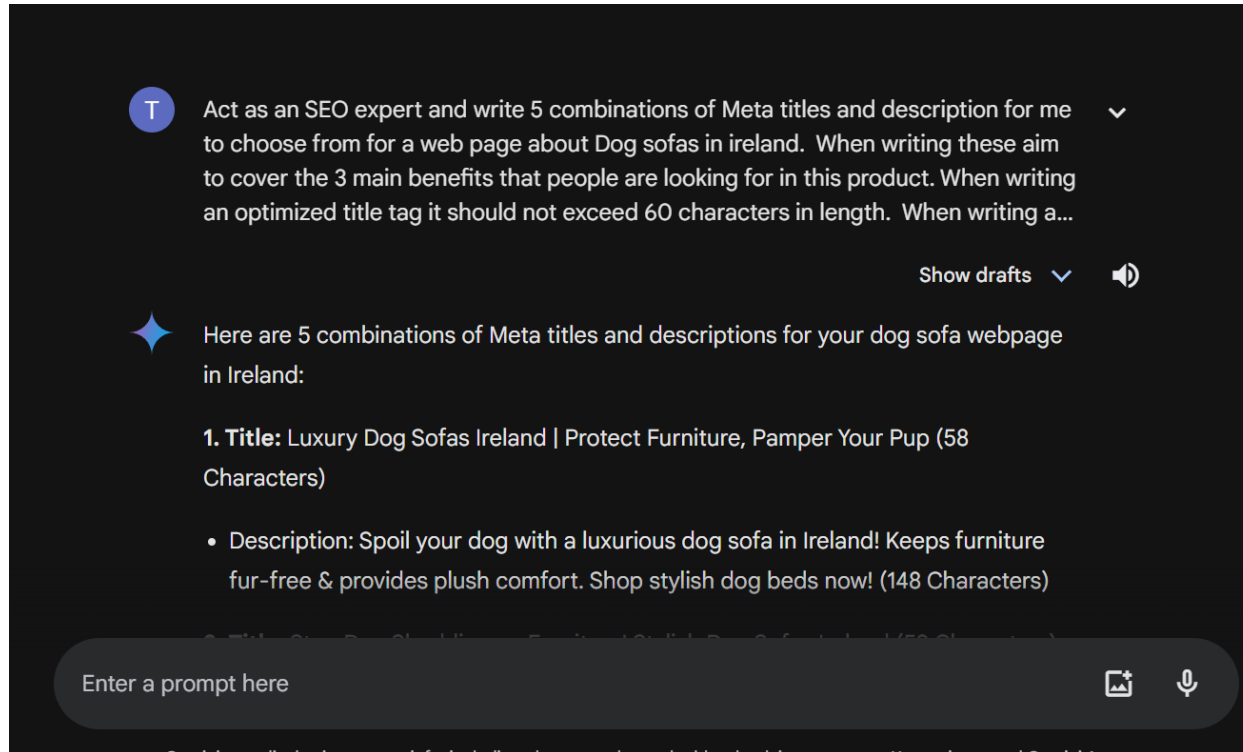 T
Act as an SEO expert and write 5 combinations of Meta titles and description for me
to choose from for a web page about Dog sofas in ireland.  When writing these aim
to cover the 3 main benefits that people are looking for in this product. When writing
an optimized title tag it should not exceed 60 characters in length.  When writing a...
Show drafts
Here are 5 combinations of Meta titles and descriptions for your dog sofa webpage
in Ireland:
1. Title: Luxury Dog Sofas Ireland | Protect Furniture, Pamper Your Pup (58
Characters)
• Description: Spoil your dog with a luxurious dog sofa in Ireland! Keeps furniture
fur-free & provides plush comfort. Shop stylish dog beds now! (148 Characters)
Enter a prompt here